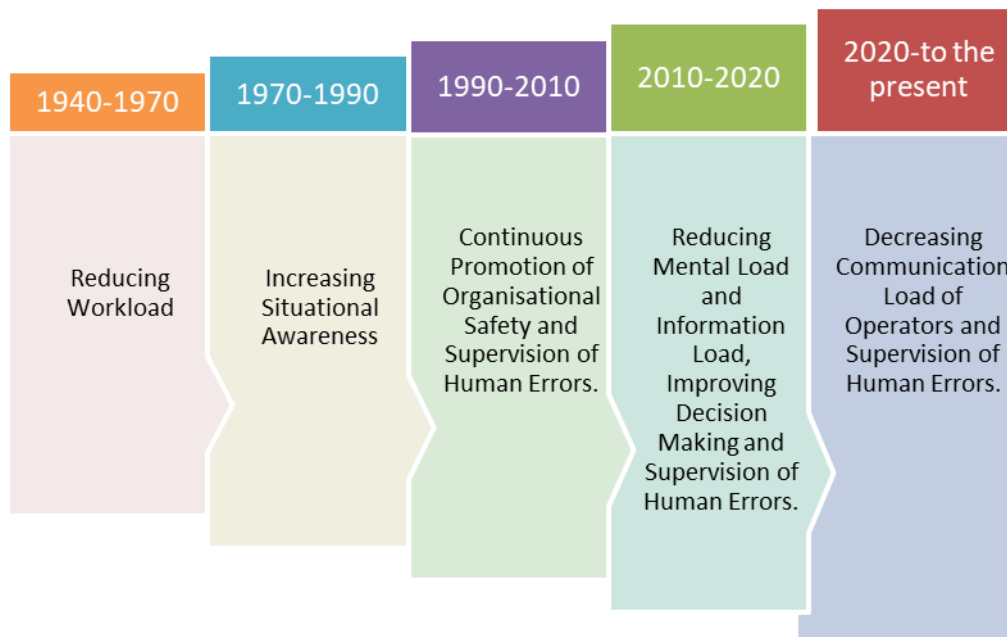 1940-1970
Reducing
Workload
1970-1990
Increasing
Situational
Awareness
1990-2010
Continuous
Promotion of
Organisational
Safety and
Supervision of
Human Errors.
2010-2020
Reducing
Mental Load
and
Information
Load,
Improving
Decision
Making and
Supervision of
Human Errors.
2020-to the
present
Decreasing
Communication
Load of
Operators and
Supervision of
Human Errors.